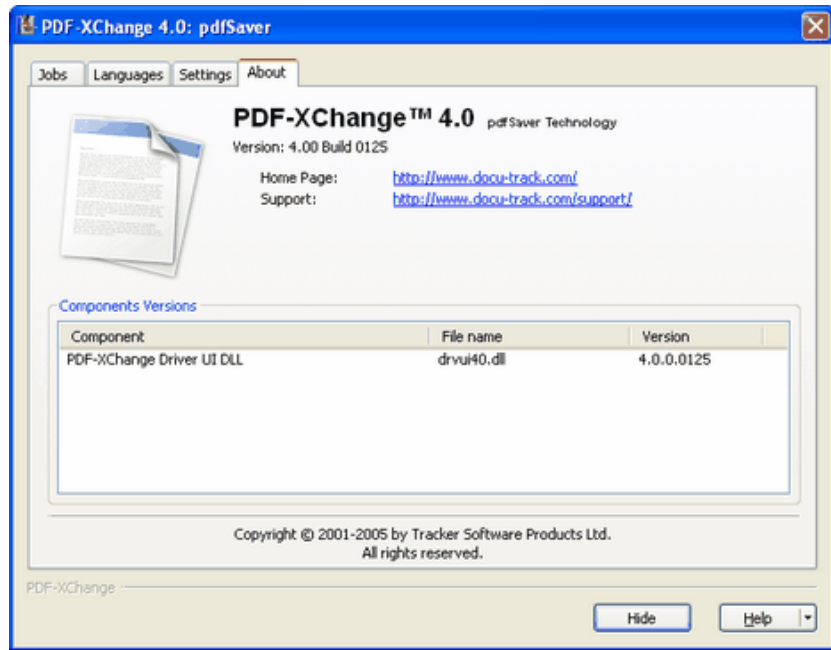 PDF-XChange 4.0: pdfSaver
Jobs Languages Settings About
PDF-XChange™ 4.0 pdfSaver Technology
Version: 4.00 Build 0125
Home Page: http://www.docu-track.com/
Support: http://www.docu-track.com/support/
Components Versions
Component File name Version
PDF-XChange Driver UI DLL drvui40.dll 4.0.0.0125
Copyright © 2001-2005 by Tracker Software Products Ltd.
All rights reserved.
PDF-XChange
Hide Help